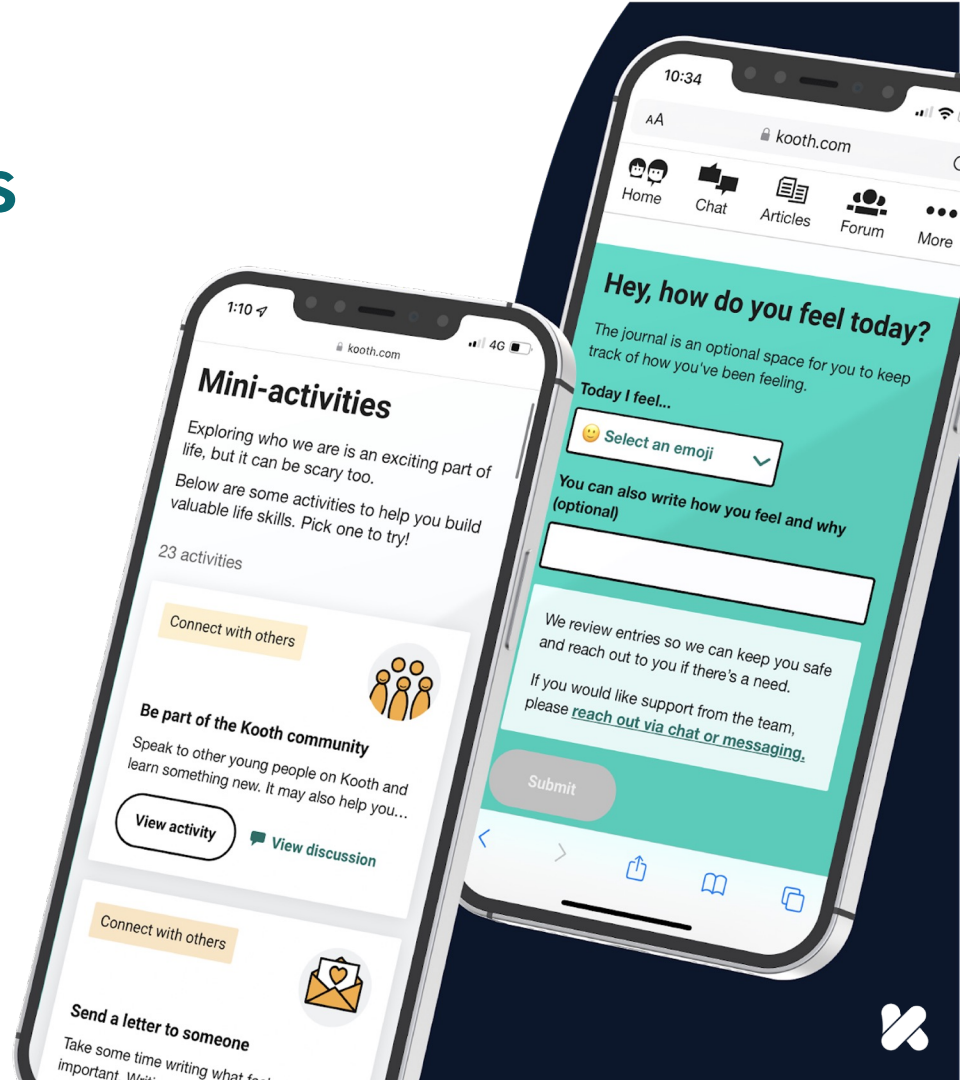 s
1:10
4G
kooth.com
Mini-activities
Exploring who we are is an exciting part of
life, but it can be scary too.
Below are some activities to help you build
valuable life skills. Pick one to try!
23 activities
Connect with others
Be part of the Kooth community
Speak to other young people on Kooth and
learn something new. It may also help you...
View activity
View discussion
Connect with others
Send a letter to someone
Take some time writing what
important.
10:34
AA
kooth.com
Home
Chat
Articles
Forum
More
Hey, how do you feel today?
The journal is an optional space for you to keep
track of how you've been feeling.
Today I feel...
Select an emoji
You can also write how you feel and why
(optional)
We review entries so we can keep you safe
and reach out to you if there's a need.
If you would like support from the team,
please reach out via chat or messaging.
Submit